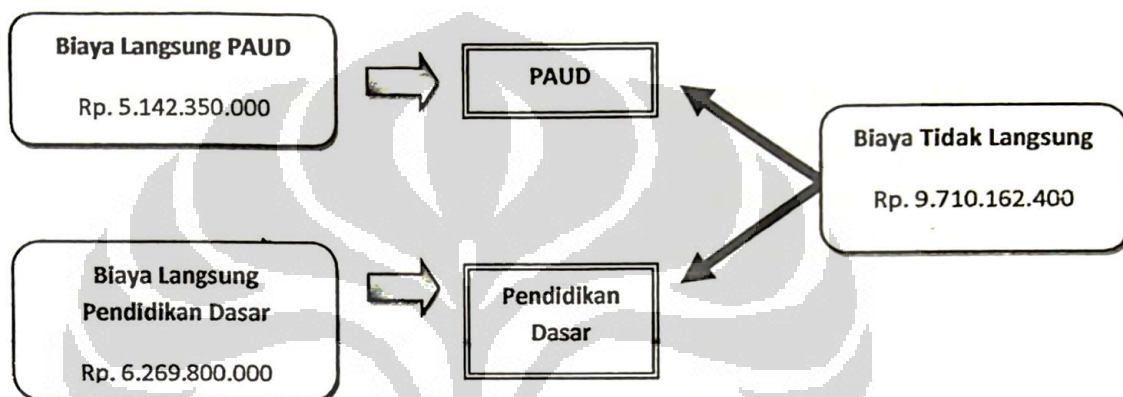 Biaya Langsung PAUD
Rp. 5.142.350.000
PAUD
Biaya Tidak Langsung
Rp. 9.710.162.400
Biaya Langsung
Pendidikan Dasar
Rp. 6.269.800.000
Pendidikan
Dasar